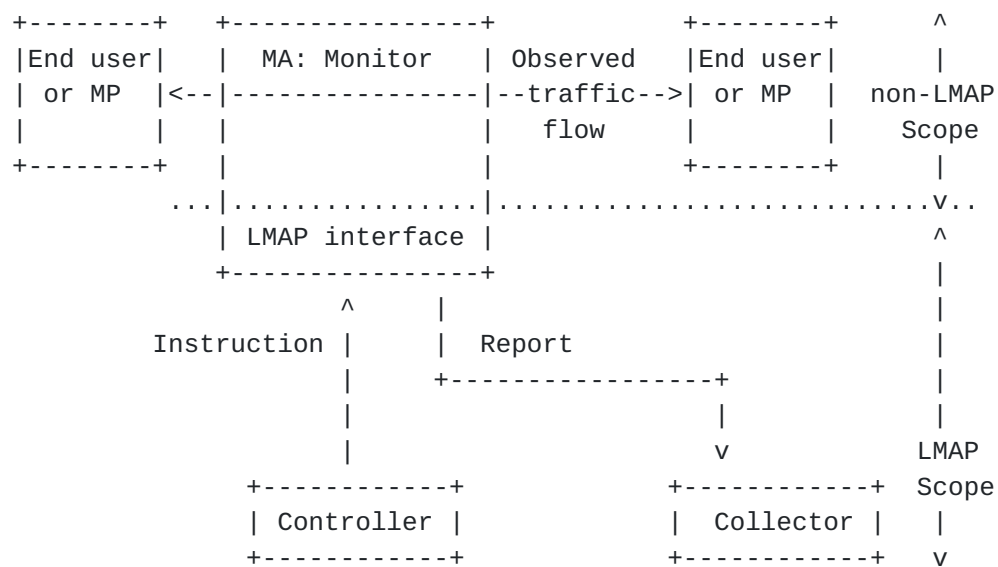 +--------+   +----------------+            +--------+      ^
|End user|   |  MA: Monitor   | Observed   |End user|      |
| or MP  |<--|----------------|--traffic-->| or MP  |  non-LMAP
|        |   |                |   flow     |        |    Scope
+--------+   |                |            +--------+      |
          ...|................|............................v..
             | LMAP interface |                            ^
             +----------------+                            |
                     ^     |                               |
         Instruction |     |  Report                       |
                     |     +-----------------+             |
                     |                       |             |
                     |                       v            LMAP
               +------------+             +------------+  Scope
               | Controller |             |  Collector |   |
               +------------+             +------------+   v